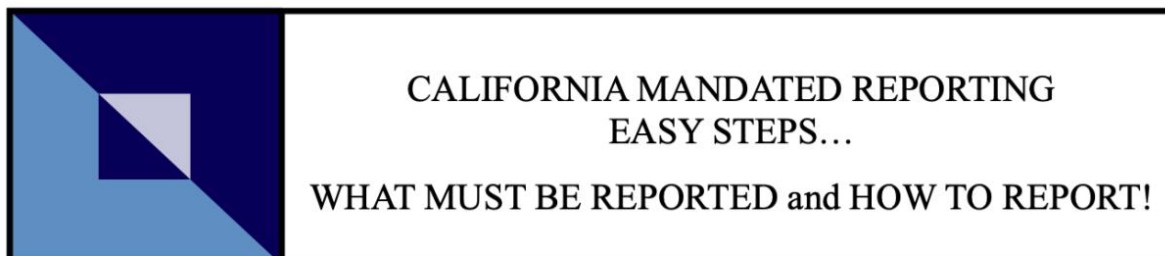 CALIFORNIA MANDATED REPORTING
EASY STEPS…
WHAT MUST BE REPORTED and HOW TO REPORT!